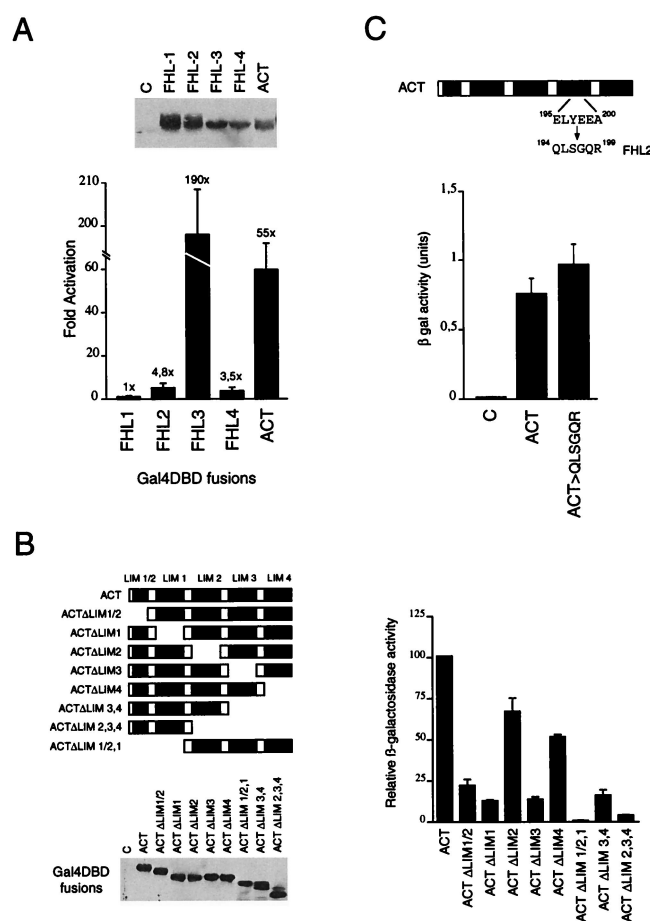 A
C
FHL-1
FHL-2
FHL-3
FHL-4
ACT
Fold Activation
210
200
60
40
20
0
1x
4,8x
190x
3,5x
55x
FHL1
FHL2
FHL3
FHL4
ACT
Gal4DBD fusions
C
ACT
195ELYEEA200
194QLSGQR199 FHL2
β gal activity (units)
1,5
1
0,5
0
C
ACT
ACT>QLSGQR
B
LIM 1/2 LIM 1 LIM 2 LIM 3 LIM 4
ACT
ACTΔLIM1/2
ACTΔLIM1
ACTΔLIM2
ACTΔLIM3
ACTΔLIM4
ACTΔLIM 3,4
ACTΔLIM 2,3,4
ACTΔLIM 1/2,1
C
ACT
ACT ΔLIM1/2
ACT ΔLIM1
ACT ΔLIM2
ACT ΔLIM3
ACT ΔLIM4
ACT ΔLIM 1/2,1
ACT ΔLIM 3,4
ACT ΔLIM 2,3,4
Gal4DBD
fusions
Relative ß-galactosidase activity
125
100
75
50
25
0
ACT
ACT ΔLIM1/2
ACT ΔLIM1
ACT ΔLIM2
ACT ΔLIM3
ACT ΔLIM4
ACT ΔLIM 1/2,1
ACT ΔLIM 3,4
ACT ΔLIM 2,3,4